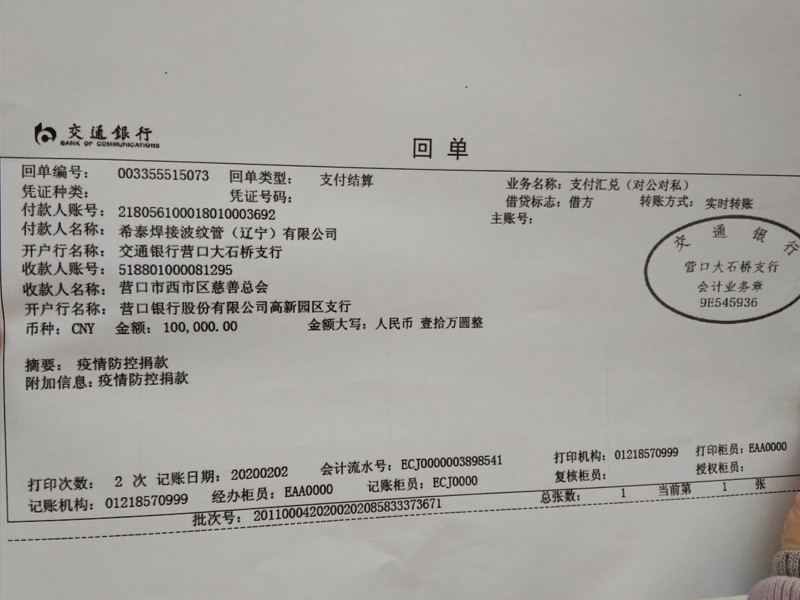 交通银行
BANK OF COMMUNICATIONS
回单
回单编号: 003355515073 回单类型: 支付结算 业务名称: 支付汇兑（对公对私）
凭证种类: 凭证号码: 借贷标志: 借方 转账方式: 实时转账
付款人账号: 218056100018010003692 主账号:
付款人名称: 希泰焊接波纹管（辽宁）有限公司
开户行名称: 交通银行营口大石桥支行
收款人账号: 518801000081295
收款人名称: 营口市西市区慈善总会
开户行名称: 营口银行股份有限公司高新园区支行
币种: CNY 金额: 100,000.00 金额大写: 人民币 壹拾万圆整
交通银行
营口大石桥支行
会计业务章
9E545936
摘要: 疫情防控捐款
附加信息: 疫情防控捐款
打印次数: 2 次 记账日期: 20200202 会计流水号: ECJ0000003898541 打印机构: 01218570999 打印柜员: EAA0000
记账机构: 01218570999 经办柜员: EAA0000 记账柜员: ECJ0000 复核柜员: 授权柜员:
批次号: 2011000420200202085833373671 总张数: 1 当前第 1 张